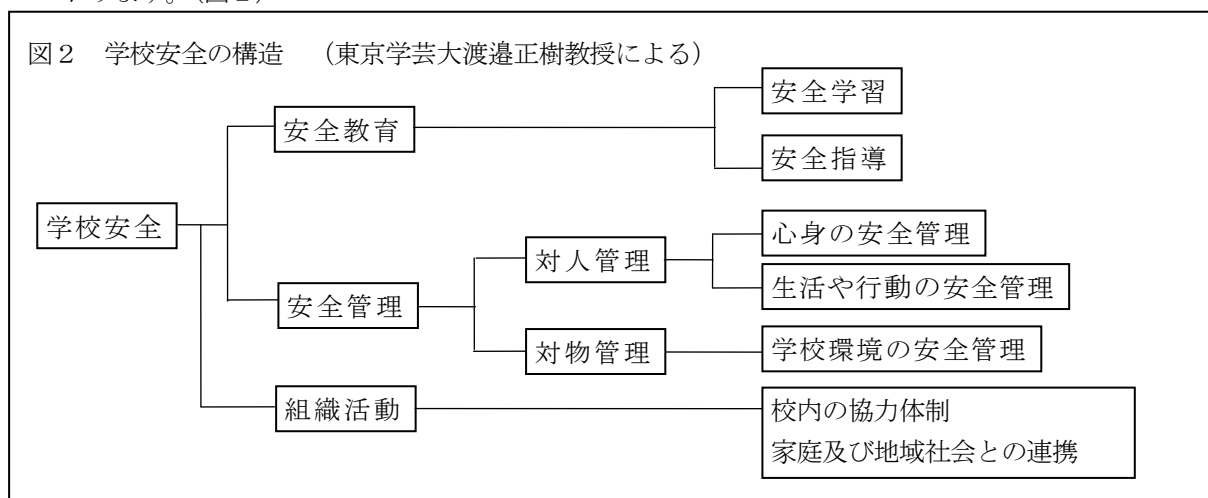 図２　学校安全の構造　（東京学芸大渡邉正樹教授による）
安全学習
安全教育
安全指導
学校安全
心身の安全管理
対人管理
生活や行動の安全管理
安全管理
対物管理
学校環境の安全管理
組織活動
校内の協力体制
家庭及び地域社会との連携